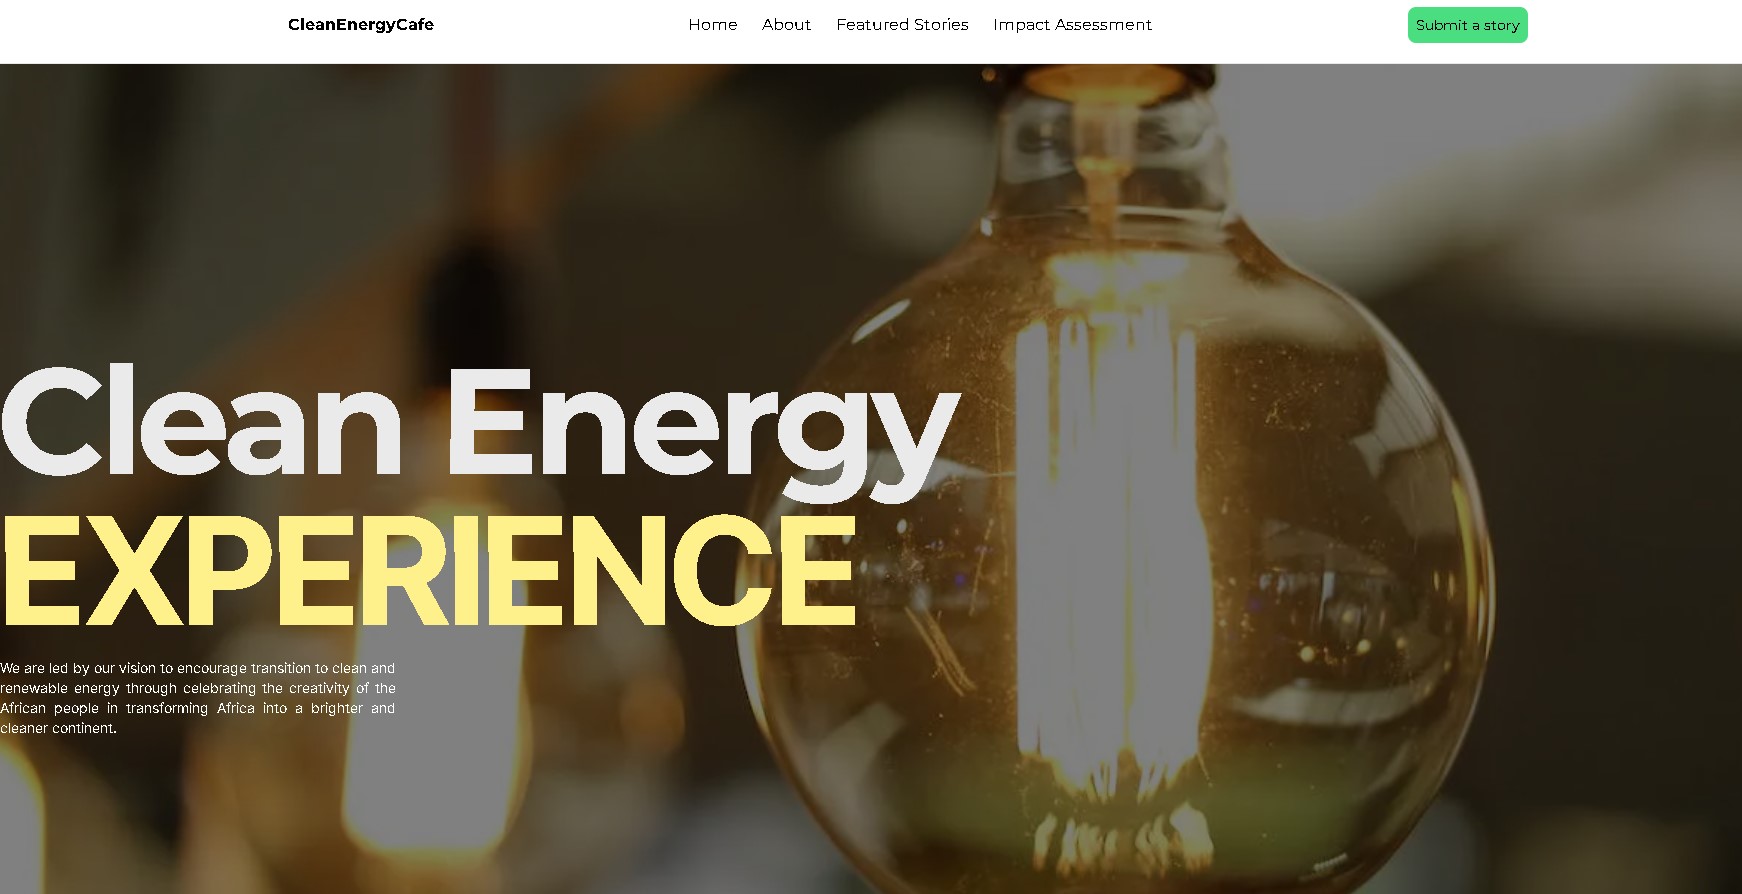 CleanEnergyCafe
Home About Featured Stories Impact Assessment
Submit a story
Clean Energy
EXPERIENCE
We are led by our vision to encourage transition to clean and
renewable energy through celebrating the creativity of the
African people in transforming Africa into a brighter and
cleaner continent.